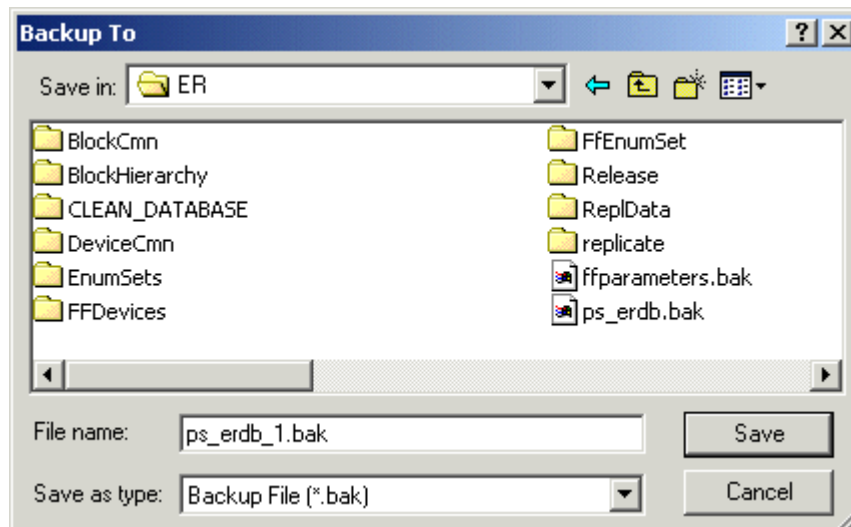 Backup To
Save in: ER
BlockCmn
BlockHierarchy
CLEAN_DATABASE
DeviceCmn
EnumSets
FFDevices
FfEnumSet
Release
ReplData
replicate
ffparameters.bak
ps_erdb.bak
File name: ps_erdb_1.bak Save
Save as type: Backup File (*.bak) Cancel